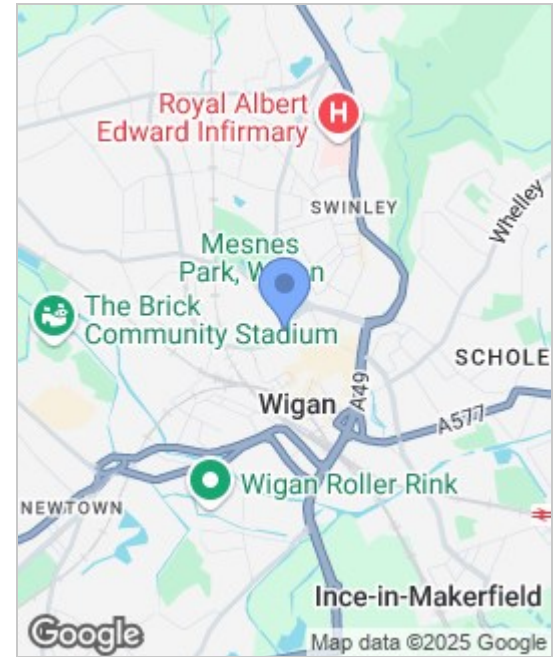 Royal Albert
Edward Infirmary
H
SWINLEY
Whelley
Mesnes
Park, W
n
The Brick
Community Stadium
SCHOLE
A49
Wigan
A577
Wigan Roller Rink
NEWTOWN
Ince-in-Makerfield
Google
Map data ©2025 Google